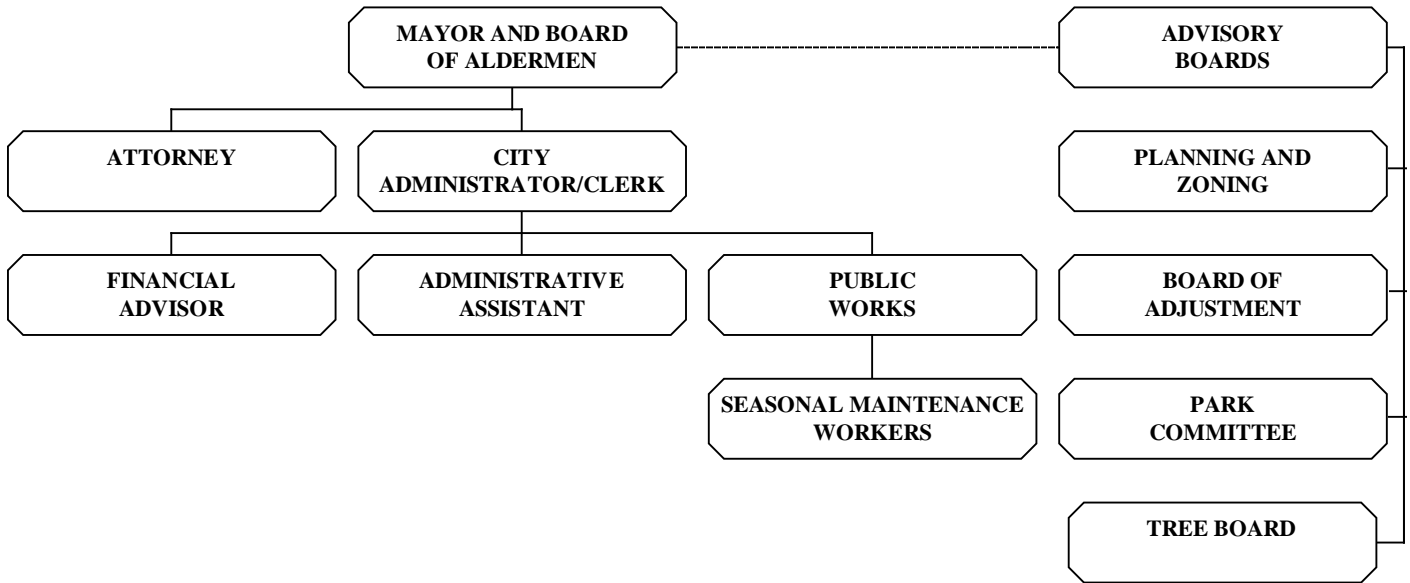 MAYOR AND BOARD
OF ALDERMEN
ADVISORY
BOARDS
ATTORNEY
CITY
ADMINISTRATOR/CLERK
PLANNING AND
ZONING
FINANCIAL
ADVISOR
ADMINISTRATIVE
ASSISTANT
PUBLIC
WORKS
BOARD OF
ADJUSTMENT
SEASONAL MAINTENANCE
WORKERS
PARK
COMMITTEE
TREE BOARD